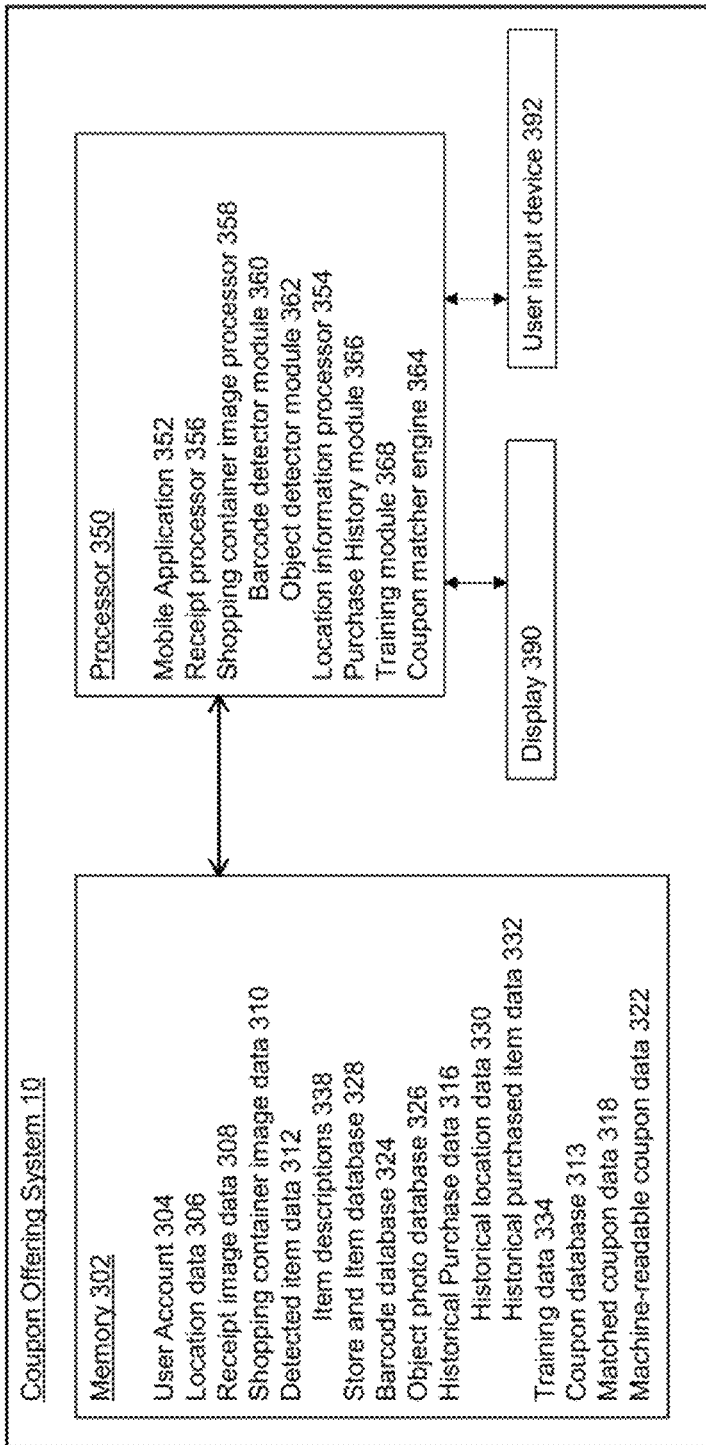 Coupon Offering System 10
Memory 302
User Account 304
Location data 306
Receipt image data 308
Shopping container image data 310
Detected item data 312
Item descriptions 338
Store and Item database 328
Barcode database 324
Object photo database 326
Historical Purchase data 316
Historical location data 330
Historical purchased item data 332
Training data 334
Coupon database 313
Matched coupon data 318
Machine-readable coupon data 322
Processor 350
Mobile Application 352
Receipt processor 356
Shopping container image processor 358
Barcode detector module 360
Object detector module 362
Location information processor 354
Purchase History module 366
Training module 368
Coupon matcher engine 364
Display 390
User input device 392